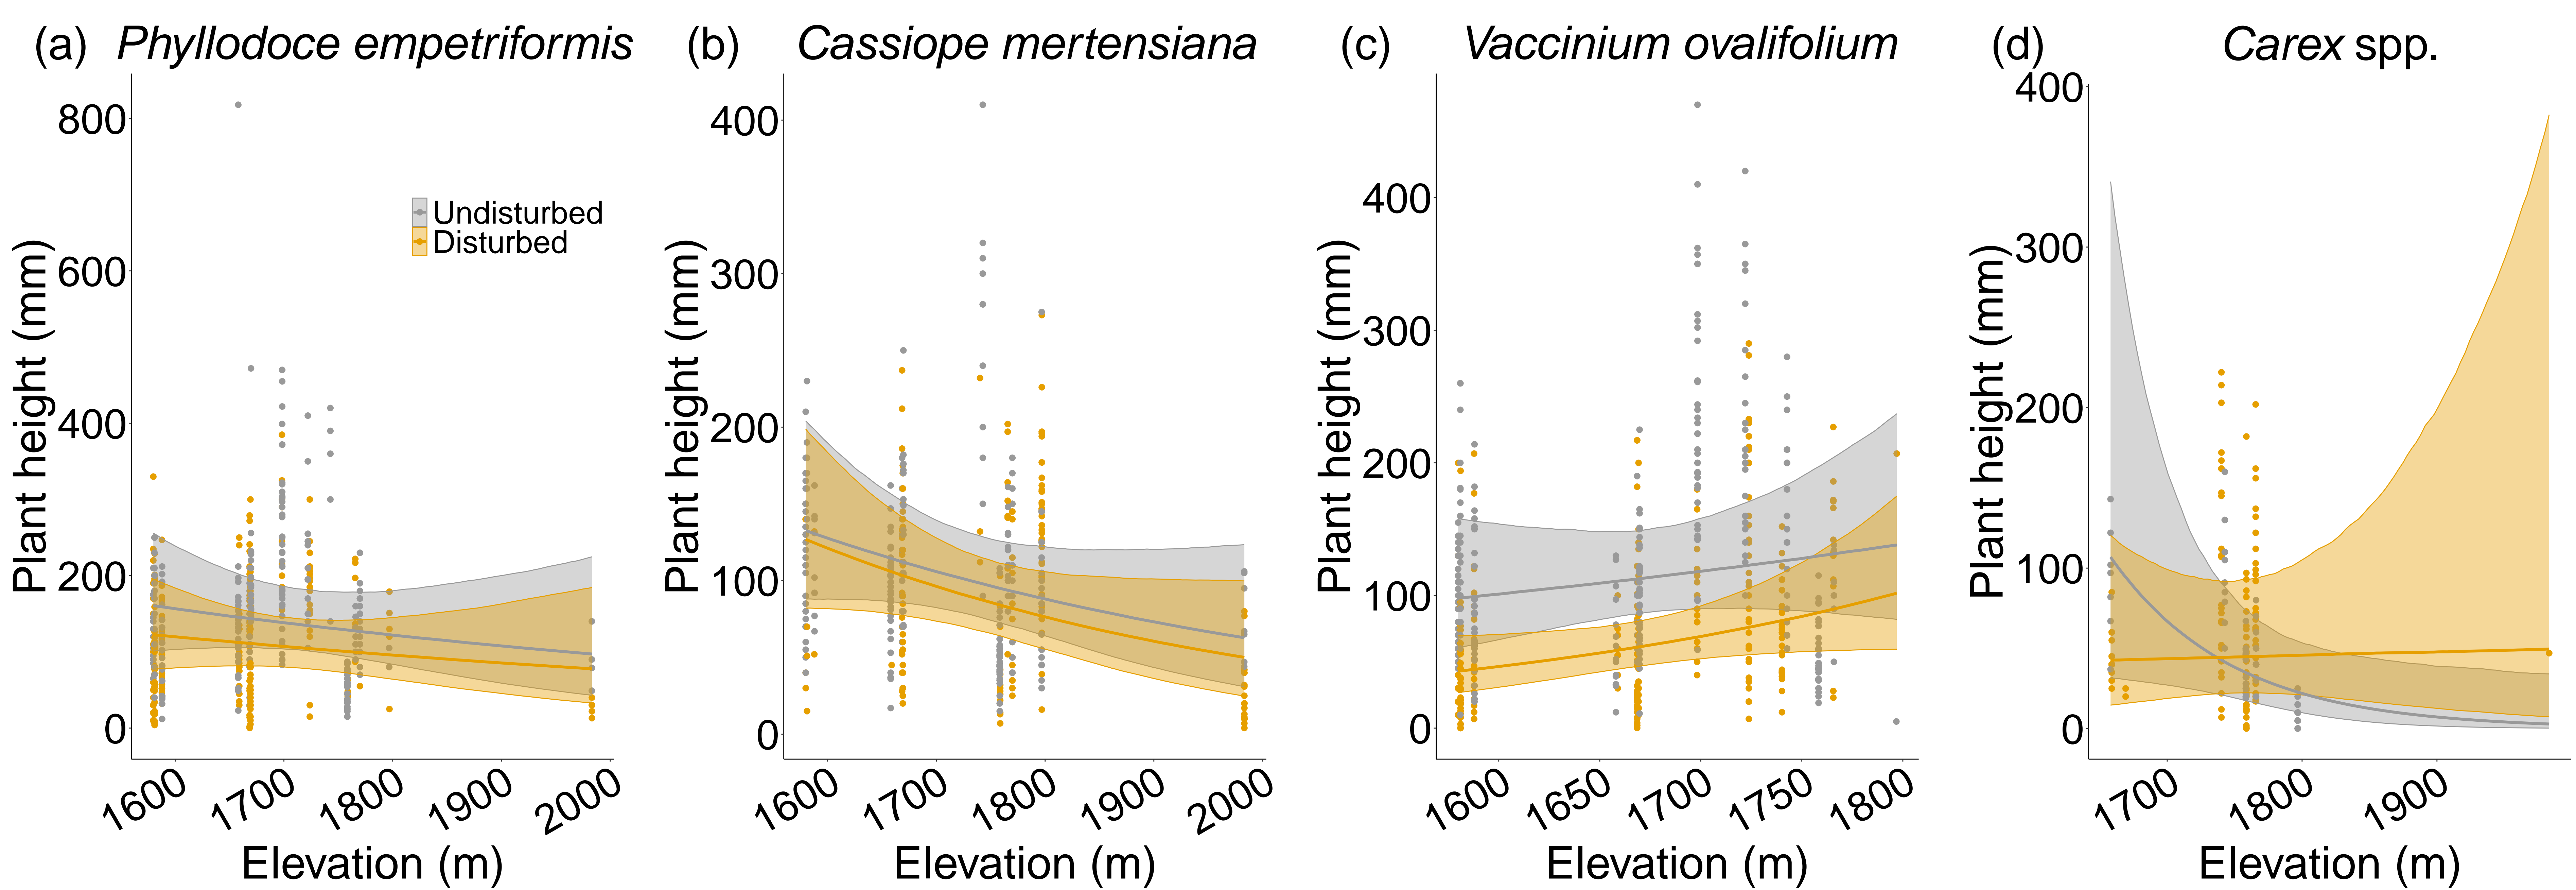 (a) Phyllodoce empetriformis
Plant height (mm)
800
600
400
200
0
Undisturbed
Disturbed
1600 1700 1800 1900 2000
Elevation (m)
(b) Cassiope mertensiana
Plant height (mm)
400
300
200
100
0
1600 1700 1800 1900 2000
Elevation (m)
(c) Vaccinium ovalifolium
Plant height (mm)
400
300
200
100
0
1600 1650 1700 1750 1800
Elevation (m)
(d) Carex spp.
Plant height (mm)
400
300
200
100
0
1700 1800 1900
Elevation (m)